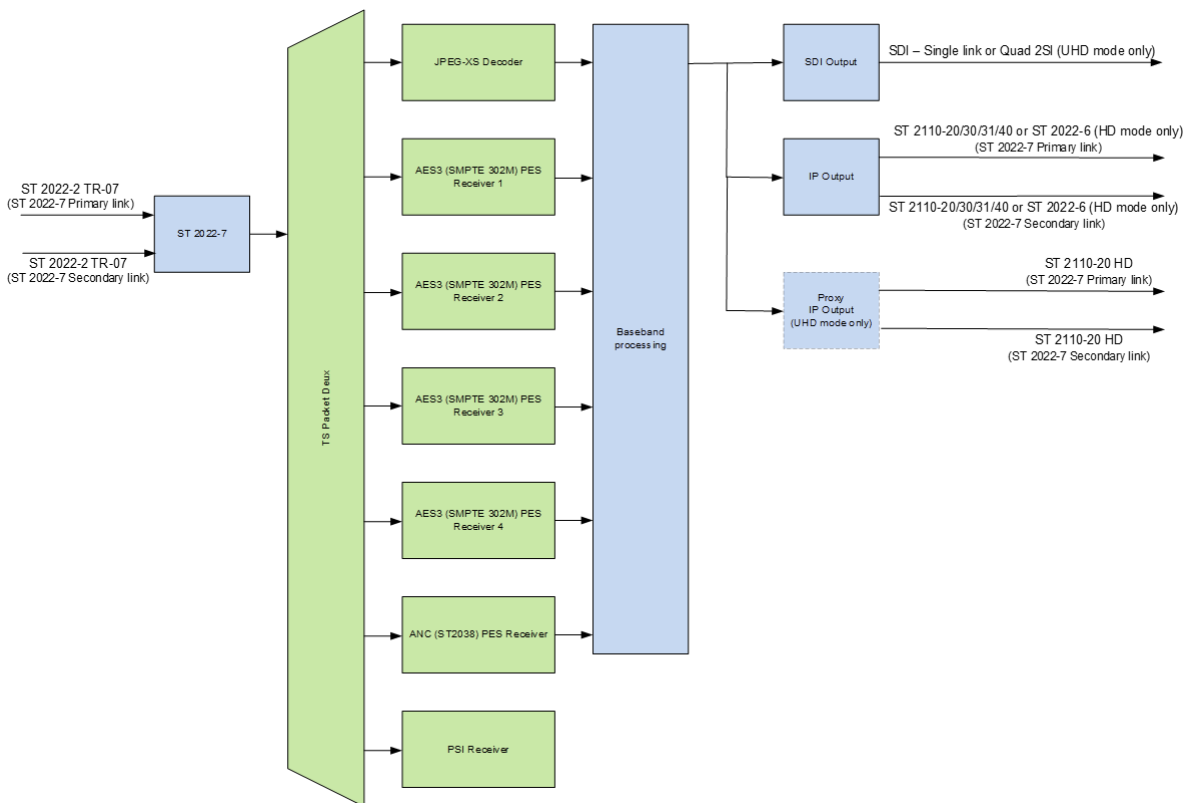 ST 2022-2 TR-07
(ST 2022-7 Primary link)
ST 2022-2 TR-07
(ST 2022-7 Secondary link)
ST 2022-7
TS Packet Deux
JPEG-XS Decoder
AES3 (SMPTE 302M) PES
Receiver 1
AES3 (SMPTE 302M) PES
Receiver 2
AES3 (SMPTE 302M) PES
Receiver 3
AES3 (SMPTE 302M) PES
Receiver 4
ANC (ST2038) PES Receiver
PSI Receiver
Baseband
processing
SDI Output
SDI – Single link or Quad 2SI (UHD mode only)
IP Output
ST 2110-20/30/31/40 or ST 2022-6 (HD mode only)
(ST 2022-7 Primary link)
ST 2110-20/30/31/40 or ST 2022-6 (HD mode only)
(ST 2022-7 Secondary link)
Proxy
IP Output
(UHD mode only)
ST 2110-20 HD
(ST 2022-7 Primary link)
ST 2110-20 HD
(ST 2022-7 Secondary link)